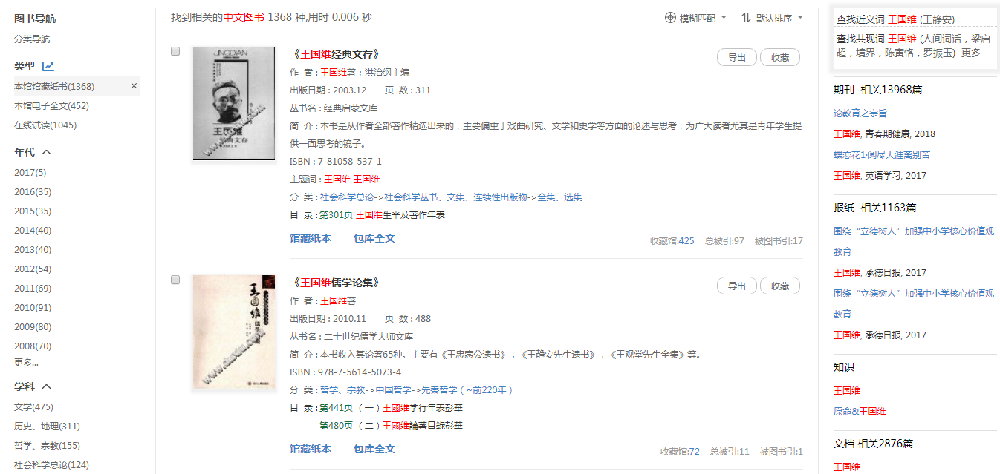 图书导航
分类导航
类型
本馆馆藏纸书(1368) ×
本馆电子全文(452)
在线试读(1045)
年代
2017(5)
2016(35)
2015(35)
2014(40)
2013(40)
2012(54)
2011(69)
2010(91)
2009(80)
2008(70)
更多...
学科
文学(475)
历史、地理(311)
哲学、宗教(155)
社会科学总论(124)
找到相关的中文图书 1368 种,用时 0.006 秒
模糊匹配 默认排序
JINGDIAN
王国维
经典文存
《王国维经典文存》
导出 收藏
作 者 : 王国维著；洪治纲主编
出版日期 : 2003.12 页 数 : 311
丛书名 : 经典启蒙文库
简 介 : 本书是从作者全部著作精选出来的，主要偏重于戏曲研究、文学和史学等方面的论述与思考，为广大读者尤其是青年学生提
供一面思考的镜子。
ISBN : 7-81058-537-1
主题词 : 王国维 王国维
分 类 : 社会科学总论->社会科学丛书、文集、连续性出版物->全集、选集
目 录 : 第301页 王国维生平及著作年表
馆藏纸本 包库全文
收藏馆:425 总被引:97 被图书引:17
王国维
《王国维儒学论集》
导出 收藏
作 者 : 王国维著
出版日期 : 2010.11 页 数 : 488
丛书名 : 二十世纪儒学大师文库
简 介 : 本书收入其论著65种。主要有《王忠悫公遗书》，《王静安先生遗书》，《王观堂先生全集》等。
ISBN : 978-7-5614-5073-4
分 类 : 哲学、宗教->中国哲学->先秦哲学（~前220年）
目 录 : 第441页 （一）王國维学行年表彭華
第480页 （二）王國维論著目錄彭華
馆藏纸本 包库全文
收藏馆:72 总被引:11 被图书引:1
查找近义词 王国维 (王静安)
查找共现词 王国维 (人间词话，梁启
超，境界，陈寅恪，罗振玉) 更多
期刊 相关13968篇
论教育之宗旨
王国维, 青春期健康, 2018
蝶恋花1·阅尽天涯离别苦
王国维, 英语学习, 2017
报纸 相关1163篇
围绕“立德树人”加强中小学核心价值观
教育
王国维, 承德日报, 2017
围绕“立德树人”加强中小学核心价值观
教育
王国维, 承德日报, 2017
知识
王国维
原命&王国维
文档 相关2876篇
王国维